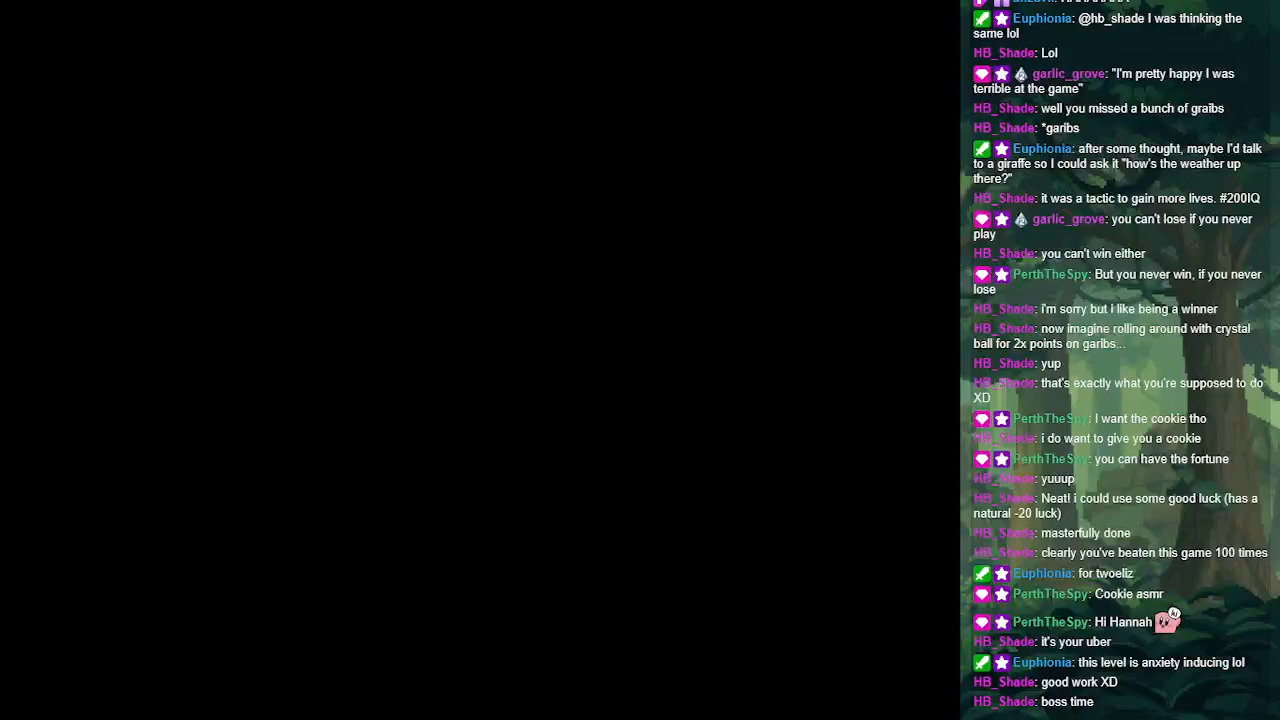 Euphionia: @hb_shade I was thinking the
same lol
HB_Shade: Lol
garlic_grove: "I'm pretty happy I was
terrible at the game"
HB_Shade: well you missed a bunch of graibs
HB_Shade: *garibs
Euphionia: after some thought, maybe I'd talk
to a giraffe so I could ask it "how's the weather up
there?"
HB_Shade: it was a tactic to gain more lives. #200IQ
garlic_grove: you can't lose if you never
play
HB_Shade: you can't win either
PerthTheSpy: But you never win, if you never
lose
HB_Shade: i'm sorry but i like being a winner
HB_Shade: now imagine rolling around with crystal
ball for 2x points on garibs...
HB_Shade: yup
HB_Shade: that's exactly what you're supposed to do
XD
PerthTheSpy: I want the cookie tho
HB_Shade: i do want to give you a cookie
PerthTheSpy: you can have the fortune
HB_Shade: yuuup
HB_Shade: Neat! i could use some good luck (has a
natural -20 luck)
HB_Shade: masterfully done
HB_Shade: clearly you've beaten this game 100 times
Euphionia: for twoeliz
PerthTheSpy: Cookie asmr
PerthTheSpy: Hi Hannah
HB_Shade: it's your uber
Euphionia: this level is anxiety inducing lol
HB_Shade: good work XD
HB_Shade: boss time